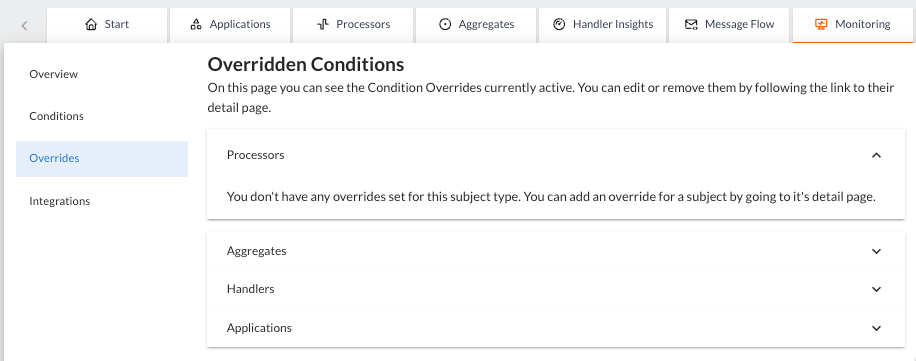 Start
Applications
Processors
Aggregates
Handler Insights
Message Flow
Monitoring
Overview
Conditions
Overrides
Integrations
Overridden Conditions
On this page you can see the Condition Overrides currently active. You can edit or remove them by following the link to their
detail page.
Processors
You don't have any overrides set for this subject type. You can add an override for a subject by going to it's detail page.
Aggregates
Handlers
Applications